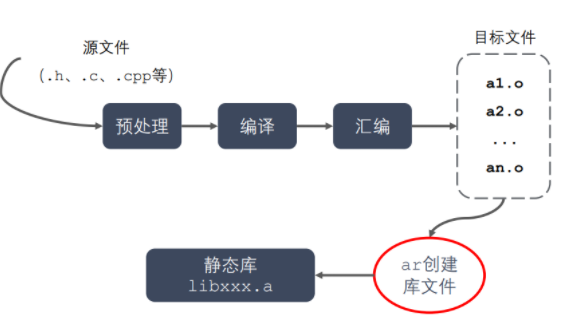 源文件
(.h、.c、.cpp等)
预处理
编译
汇编
目标文件
a1.o
a2.o
...
an.o
ar创建
库文件
静态库
libxxx.a